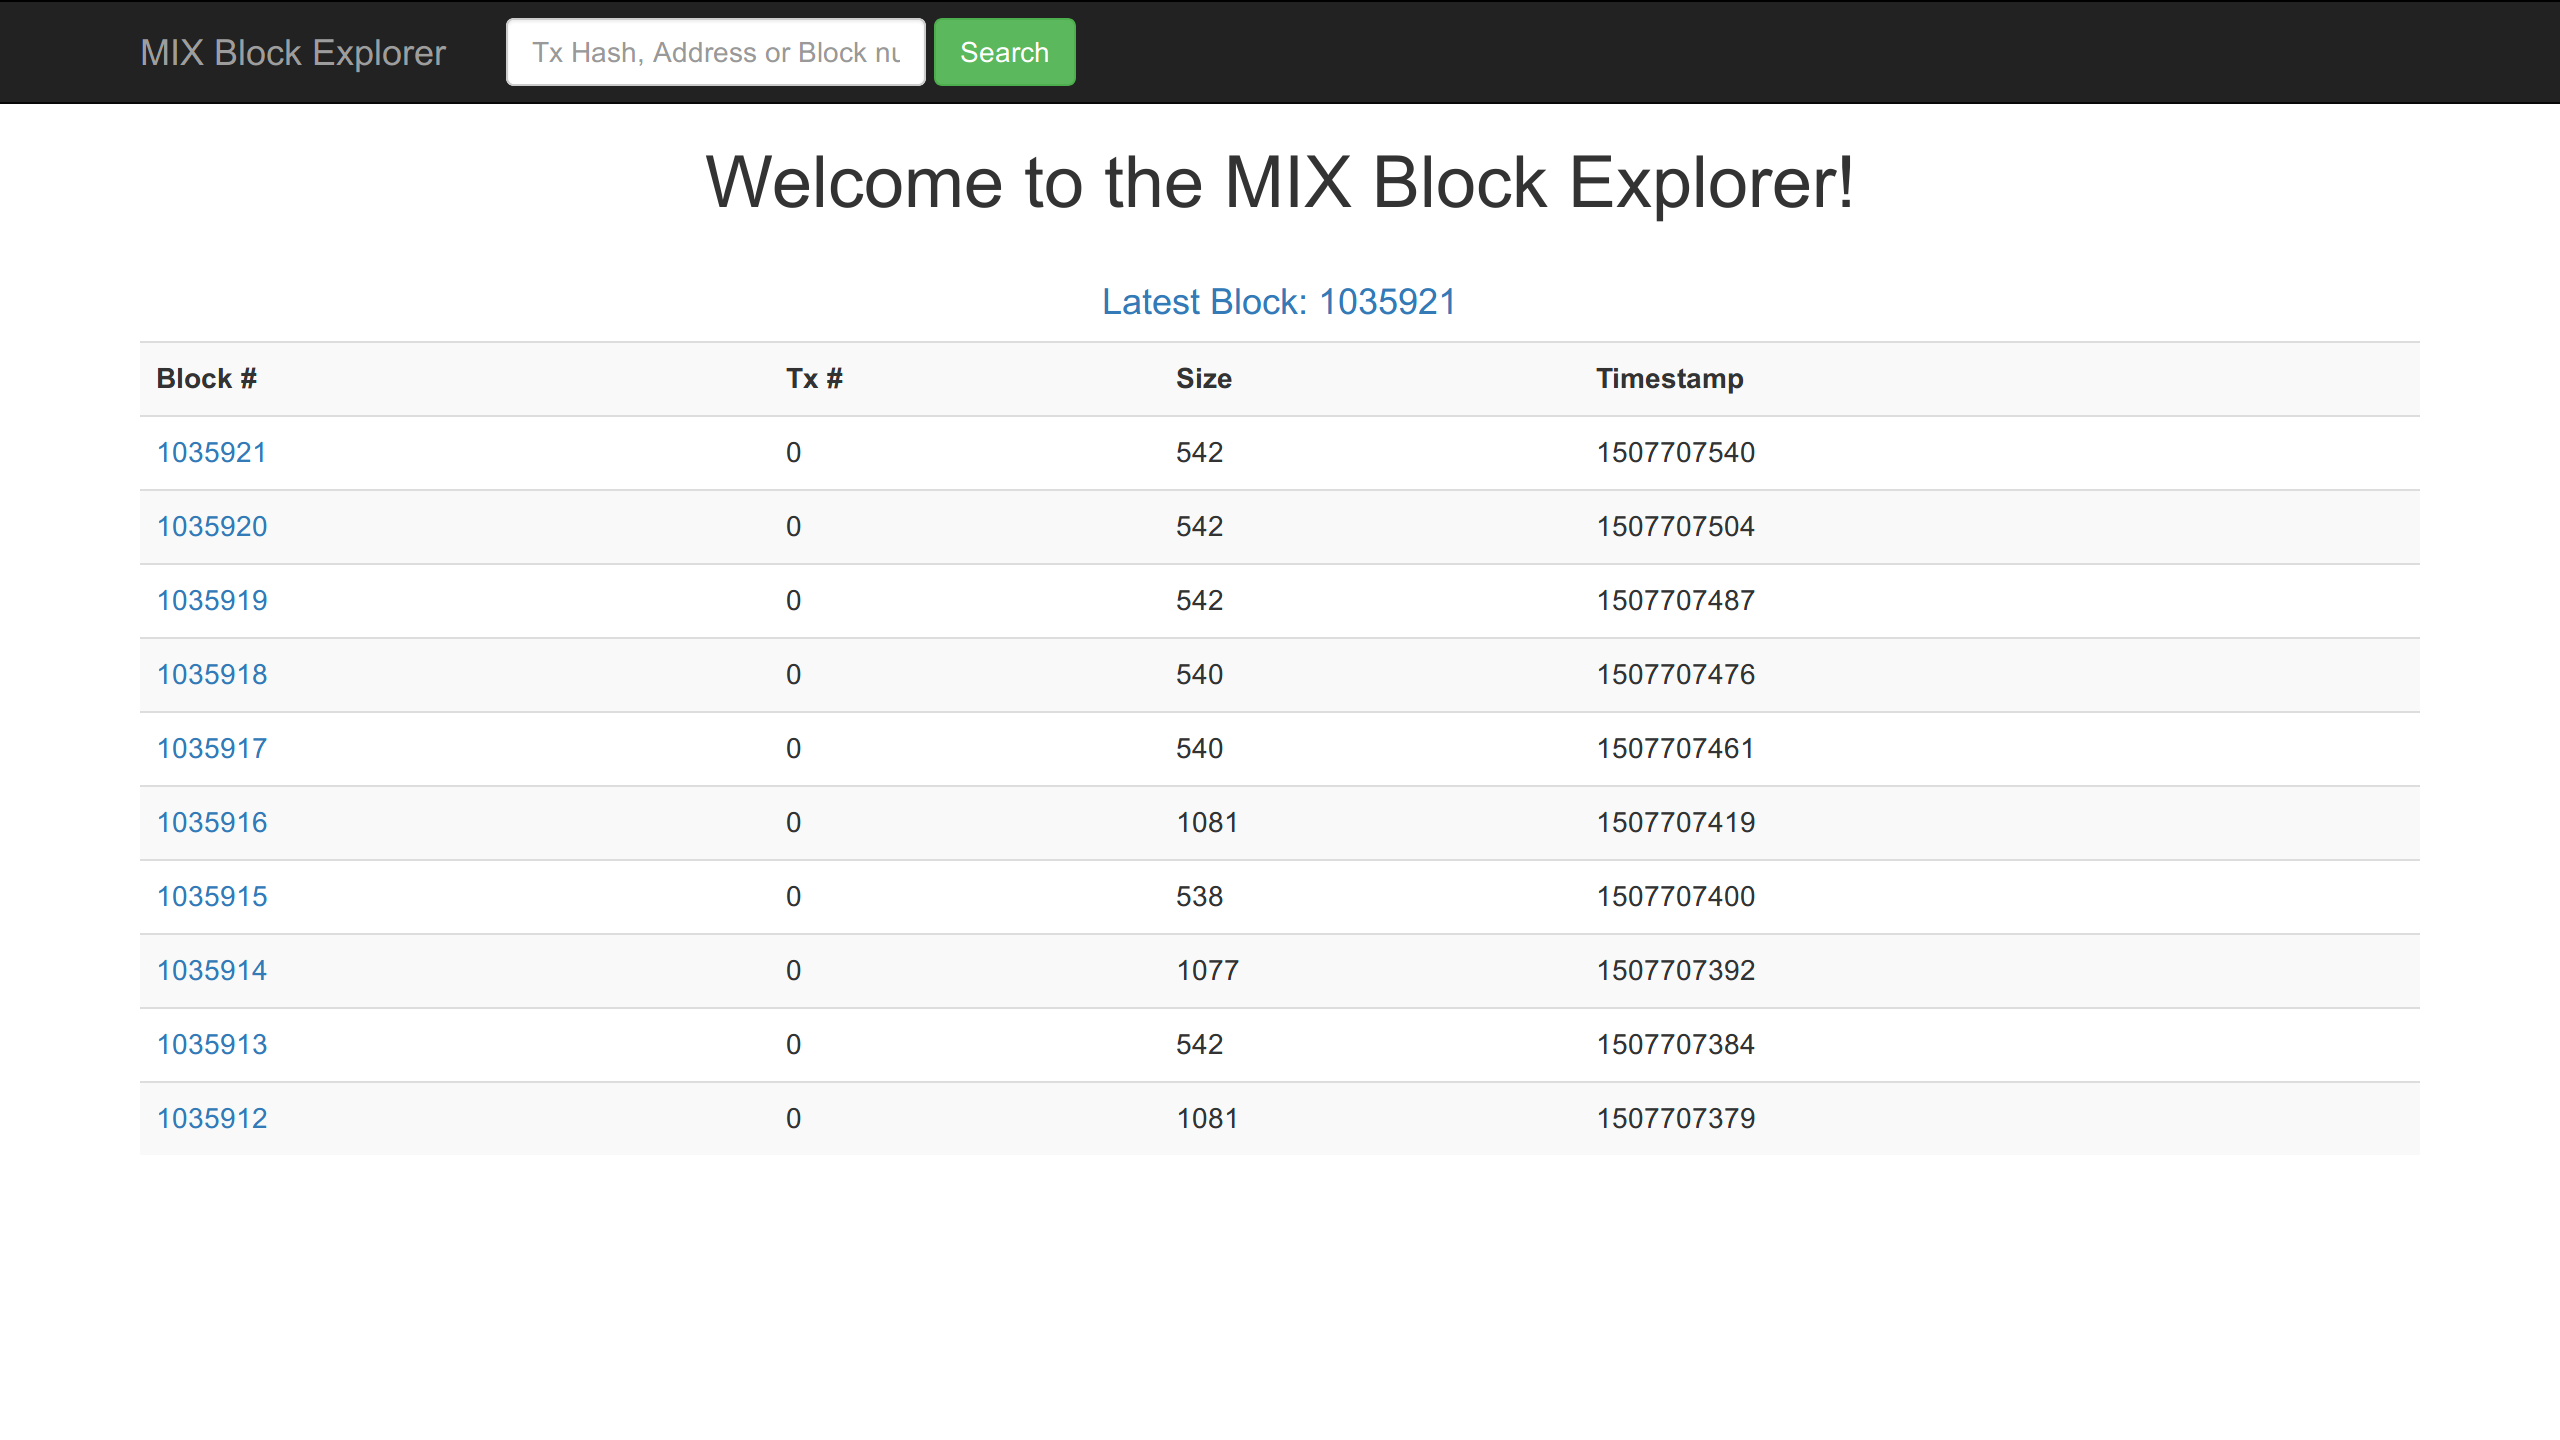 MIX Block Explorer Tx Hash, Address or Block nu Search
Welcome to the MIX Block Explorer!
Latest Block: 1035921
Block # Tx # Size Timestamp
1035921 0 542 1507707540
1035920 0 542 1507707504
1035919 0 542 1507707487
1035918 0 540 1507707476
1035917 0 540 1507707461
1035916 0 1081 1507707419
1035915 0 538 1507707400
1035914 0 1077 1507707392
1035913 0 542 1507707384
1035912 0 1081 1507707379